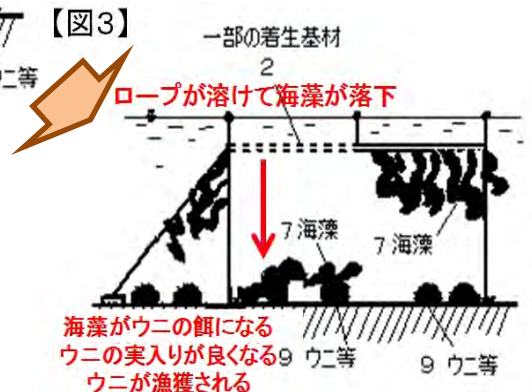 【図3】
ニ等
一部の着生基材
2
ロープが溶けて海藻が落下
7 海藻
7 海藻
海藻がウニの餌になる
ウニの実入りが良くなる
ウニが漁獲される
9 ウニ等
9 ウニ等